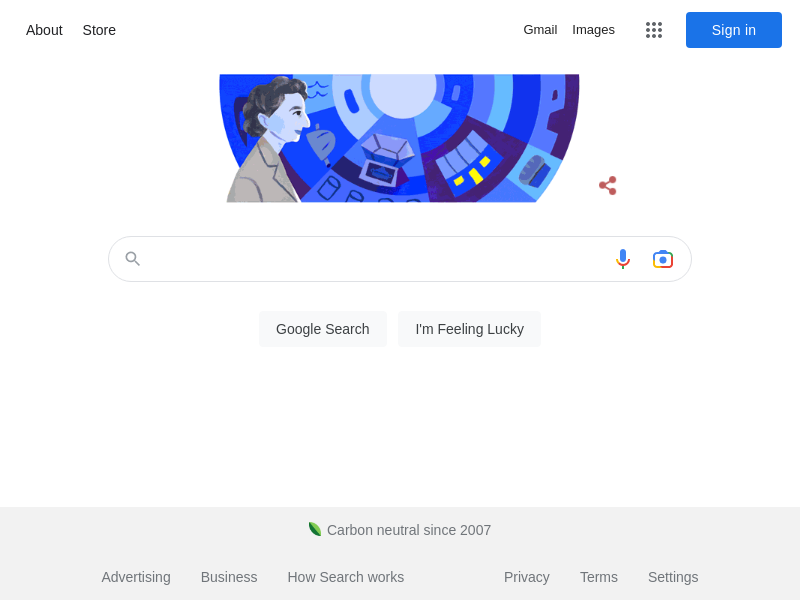 About Store Gmail Images Sign in
Google Search I'm Feeling Lucky
Carbon neutral since 2007
Advertising Business How Search works Privacy Terms Settings